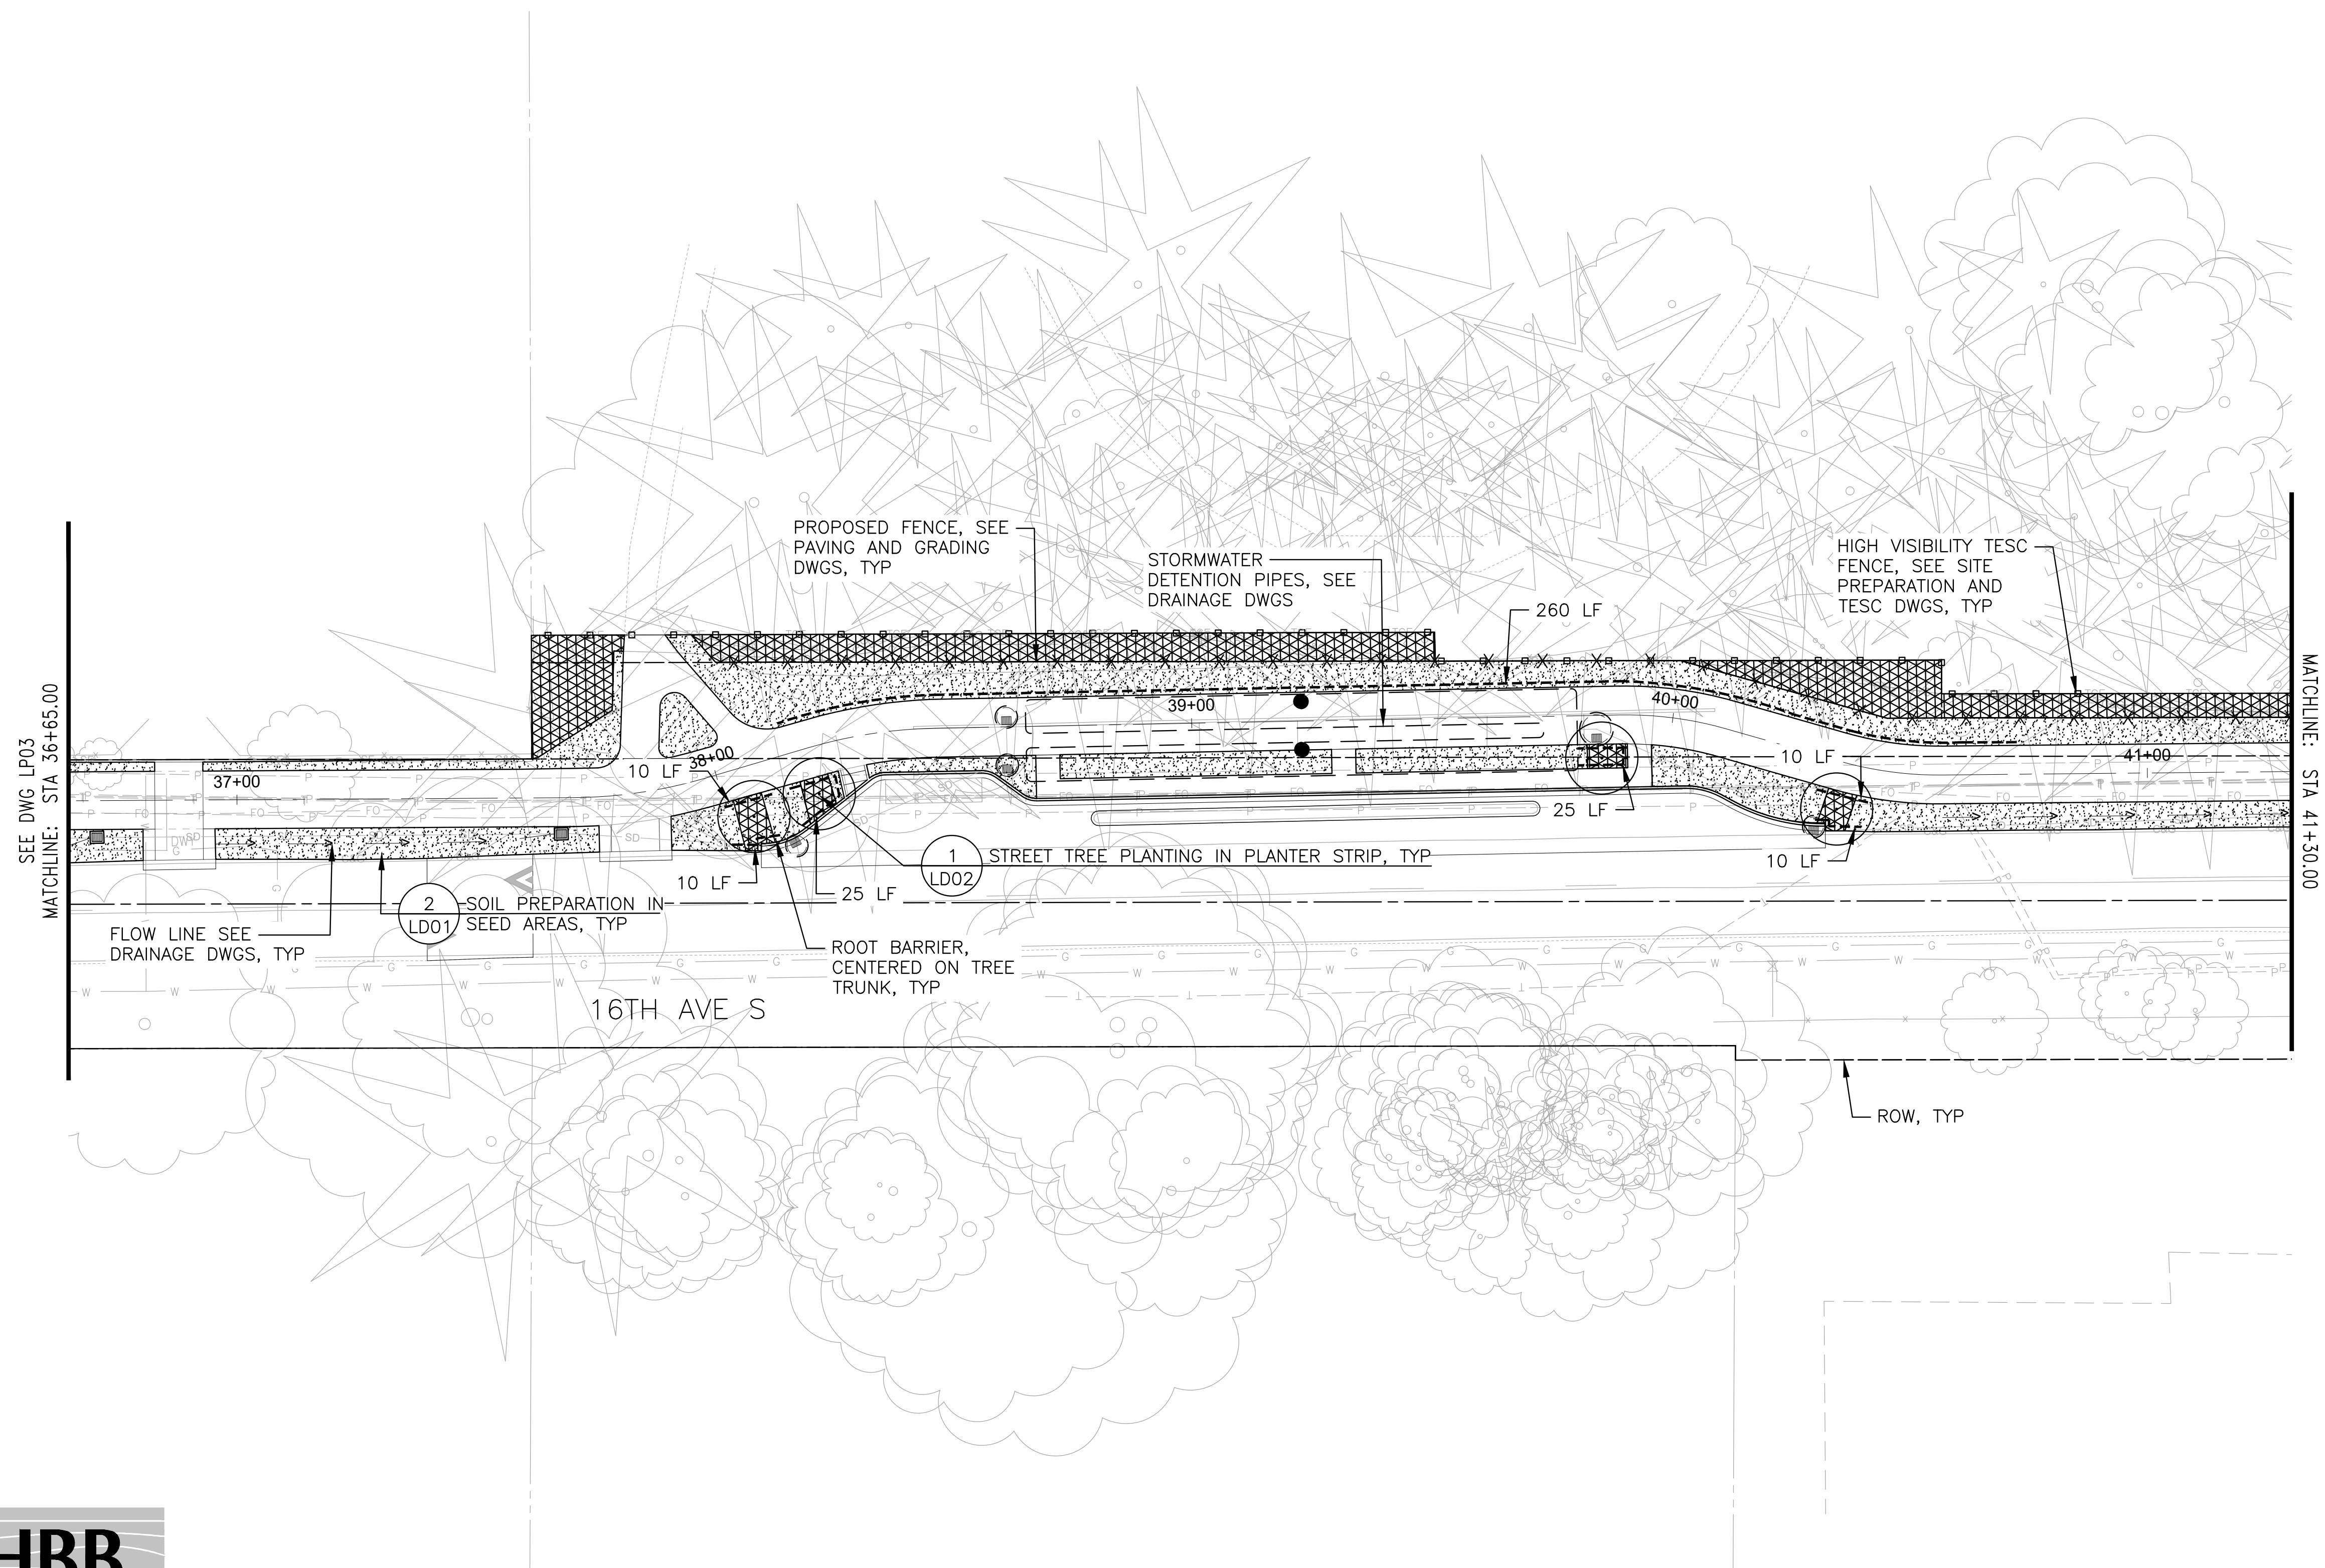 PROPOSED FENCE, SEE
PAVING AND GRADING
DWGS, TYP
STORMWATER
DETENTION PIPES, SEE
DRAINAGE DWGS
HIGH VISIBILITY TESC
FENCE, SEE SITE
PREPARATION AND
TESC DWGS, TYP
260 LF
SEE DWG LP03
MATCHLINE: STA 36+65.00
MATCHLINE: STA 41+30.00
37+00
38+00
39+00
40+00
41+00
10 LF
10 LF
25 LF
10 LF
25 LF
10 LF
1
LD02
STREET TREE PLANTING IN PLANTER STRIP, TYP
2
LD01
SOIL PREPARATION IN
SEED AREAS, TYP
FLOW LINE SEE
DRAINAGE DWGS, TYP
ROOT BARRIER,
CENTERED ON TREE
TRUNK, TYP
16TH AVE S
ROW, TYP
HBB